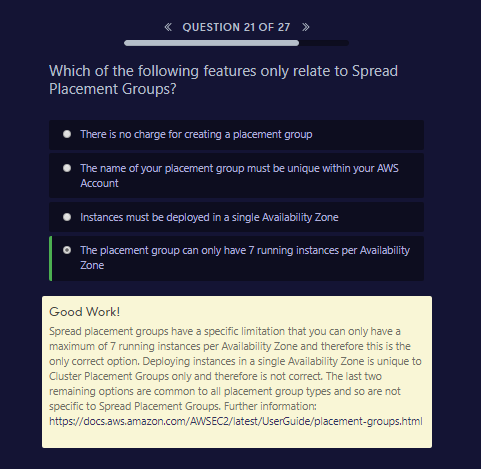 « QUESTION 21 OF 27 »
Which of the following features only relate to Spread
Placement Groups?
There is no charge for creating a placement group
The name of your placement group must be unique within your AWS
Account
Instances must be deployed in a single Availability Zone
The placement group can only have 7 running instances per Availability
Zone
Good Work!
Spread placement groups have a specific limitation that you can only have a
maximum of 7 running instances per Availability Zone and therefore this is the
only correct option. Deploying instances in a single Availability Zone is unique to
Cluster Placement Groups only and therefore is not correct. The last two
remaining options are common to all placement group types and so are not
specific to Spread Placement Groups. Further information:
https://docs.aws.amazon.com/AWSEC2/latest/UserGuide/placement-groups.html